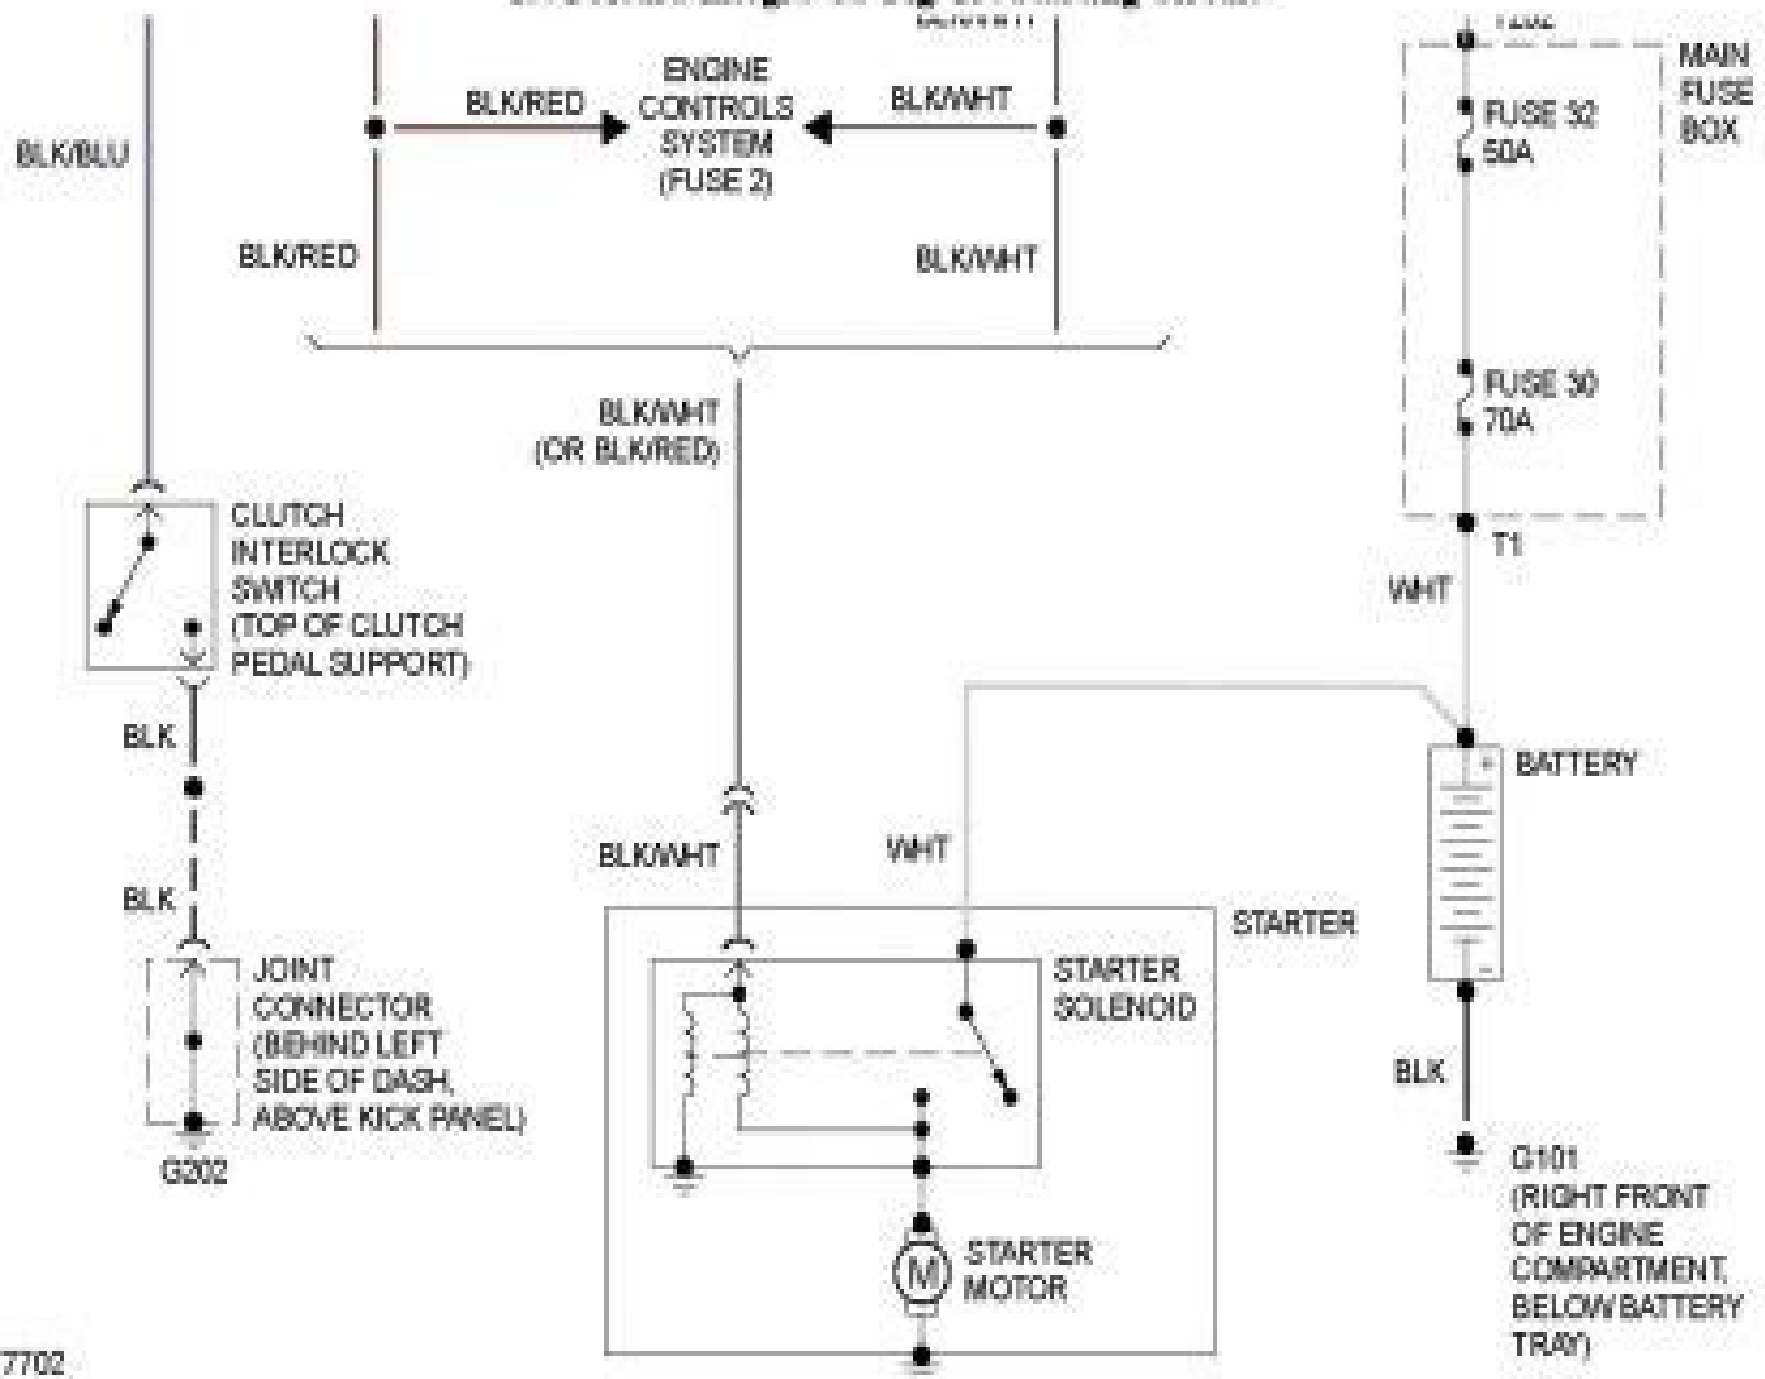 MAIN
FUSE
BOX
FUSE 32
50A
FUSE 30
70A
T1
WHT
BLK/BLU
BLK/RED
ENGINE
CONTROLS
SYSTEM
(FUSE 2)
BLK/WHT
BLK/RED
BLK/WHT
BLK/WHT
(OR BLK/RED)
CLUTCH
INTERLOCK
SWITCH
(TOP OF CLUTCH
PEDAL SUPPORT)
BLK
BLK
JOINT
CONNECTOR
(BEHIND LEFT
SIDE OF DASH,
ABOVE KICK PANEL)
G202
BLK/WHT
WHT
STARTER
STARTER
SOLENOID
M
STARTER
MOTOR
+
BATTERY
-
BLK
G101
(RIGHT FRONT
OF ENGINE
COMPARTMENT,
BELOW BATTERY
TRAY)
7702